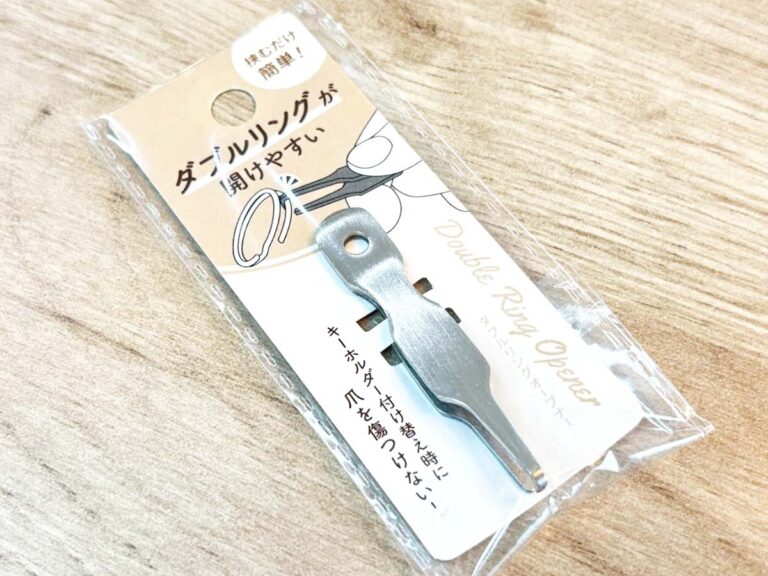 挟むだけ
簡単!
ダブルリングが
開けやすい
Double Ring Opener
ダブルリングオープナー
キーホルダー付け替え時に
爪を傷つけない!